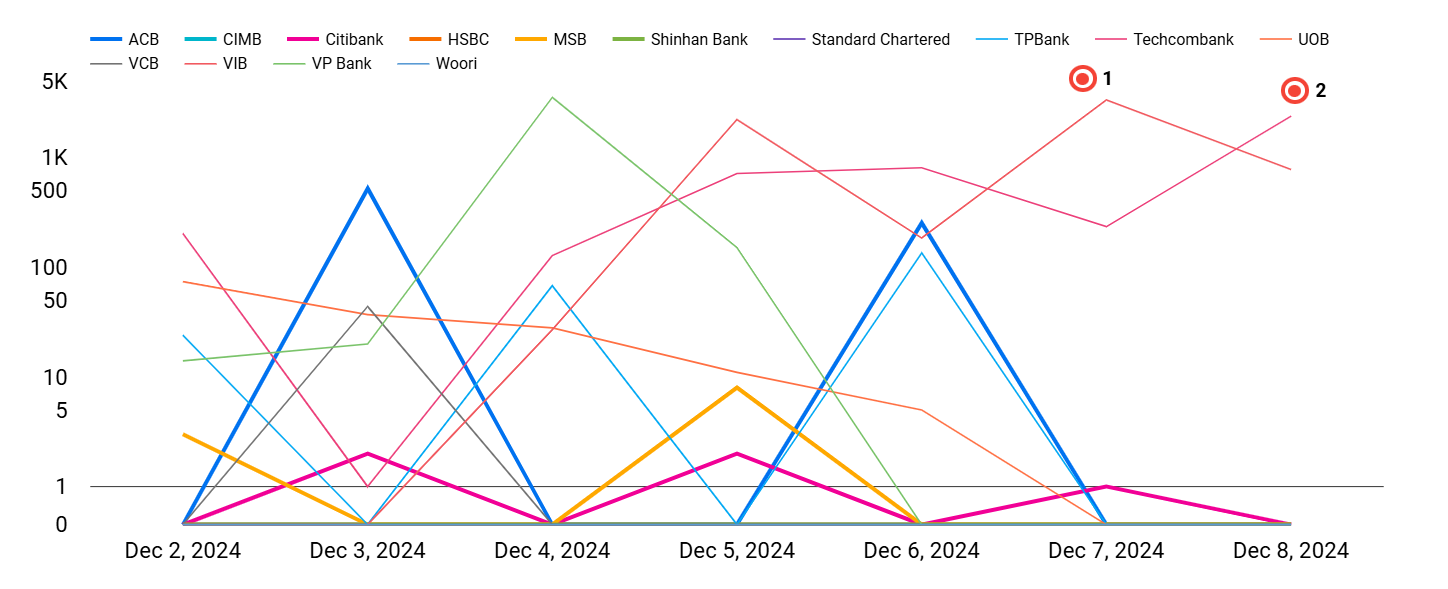 ACB CIMB Citibank HSBC MSB Shinhan Bank Standard Chartered TPBank Techcombank UOB
VCB VIB VP Bank Woori
5K
1
2
1K
500
100
50
10
5
1
0
Dec 2, 2024 Dec 3, 2024 Dec 4, 2024 Dec 5, 2024 Dec 6, 2024 Dec 7, 2024 Dec 8, 2024